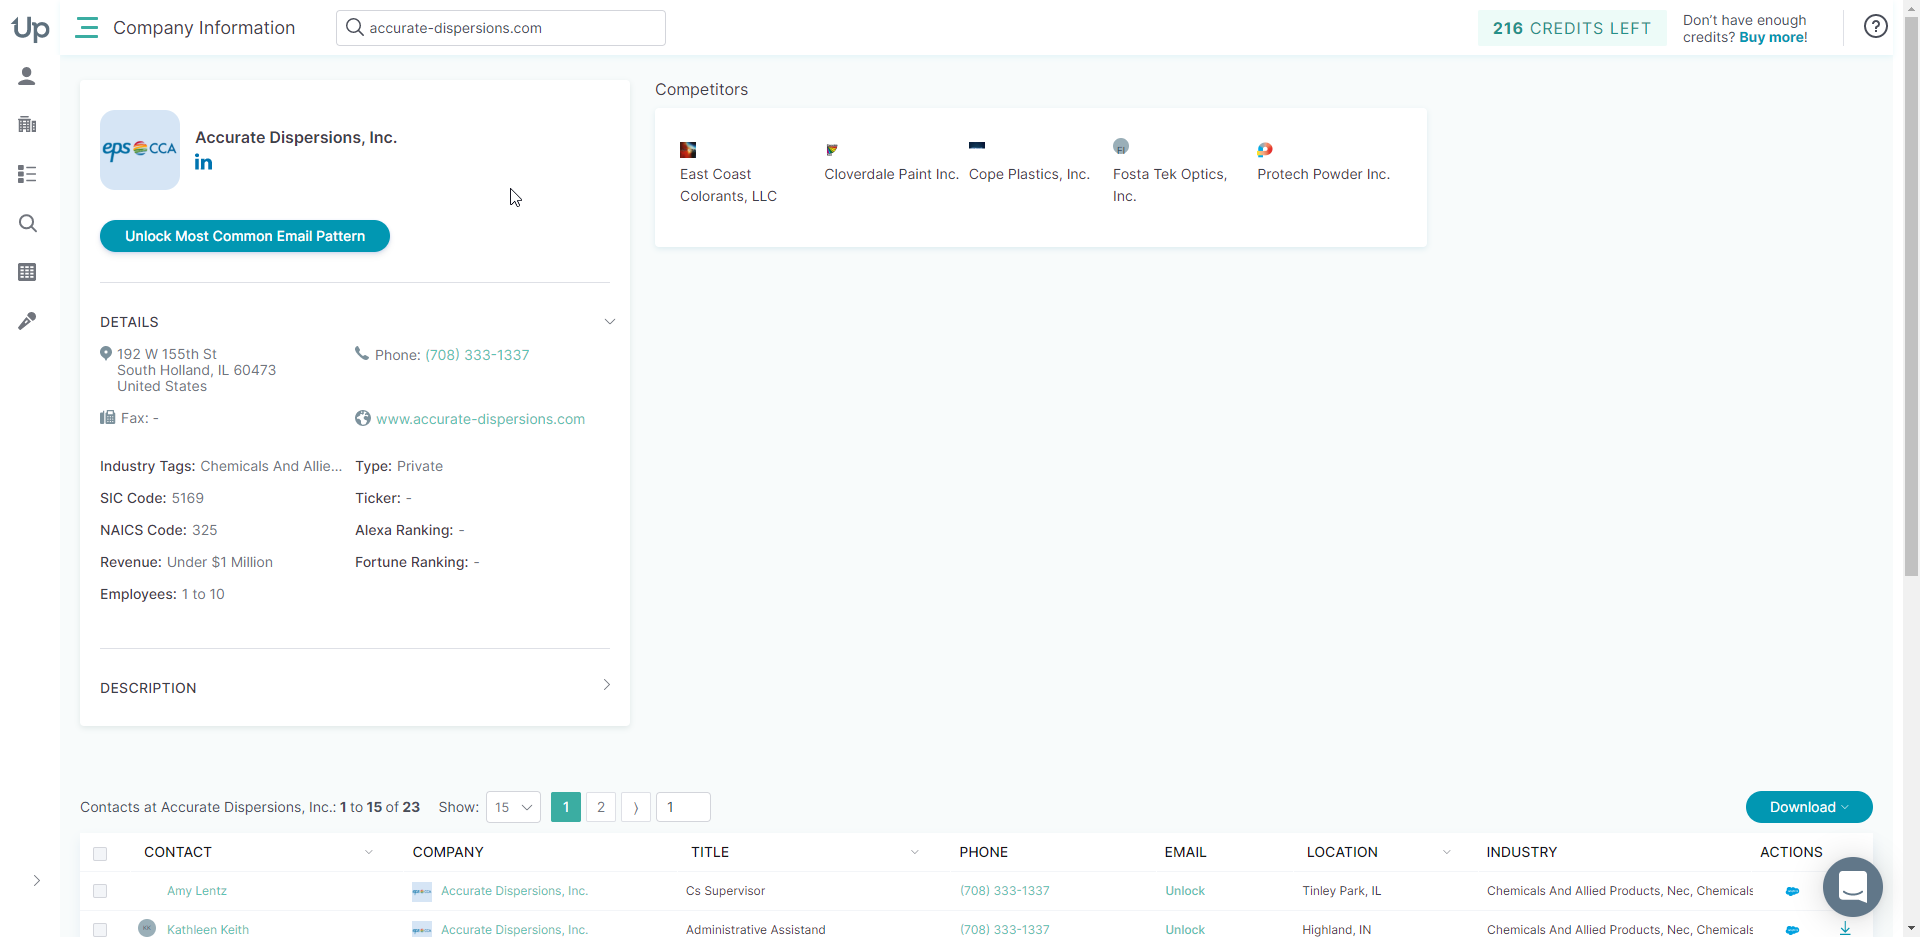 Up
Company Information
accurate-dispersions.com
216 CREDITS LEFT
Don't have enough
credits? Buy more!
?
eps CCA
Accurate Dispersions, Inc.
in
Unlock Most Common Email Pattern
DETAILS
192 W 155th St
South Holland, IL 60473
United States
Phone: (708) 333-1337
Fax: -
www.accurate-dispersions.com
Industry Tags: Chemicals And Allie...
Type: Private
SIC Code: 5169
Ticker: -
NAICS Code: 325
Alexa Ranking: -
Revenue: Under $1 Million
Fortune Ranking: -
Employees: 1 to 10
DESCRIPTION
Competitors
East Coast
Colorants, LLC
Cloverdale Paint Inc.
Cope Plastics, Inc.
FI
Fosta Tek Optics,
Inc.
Protech Powder Inc.
Contacts at Accurate Dispersions, Inc.: 1 to 15 of 23
Show: 15
1 2 1
Download
CONTACT COMPANY TITLE PHONE EMAIL LOCATION INDUSTRY ACTIONS
Amy Lentz Accurate Dispersions, Inc. Cs Supervisor (708) 333-1337 Unlock Tinley Park, IL Chemicals And Allied Products, Nec, Chemicals
KK Kathleen Keith Accurate Dispersions, Inc. Administrative Assistand (708) 333-1337 Unlock Highland, IN Chemicals And Allied Products, Nec, Chemicals